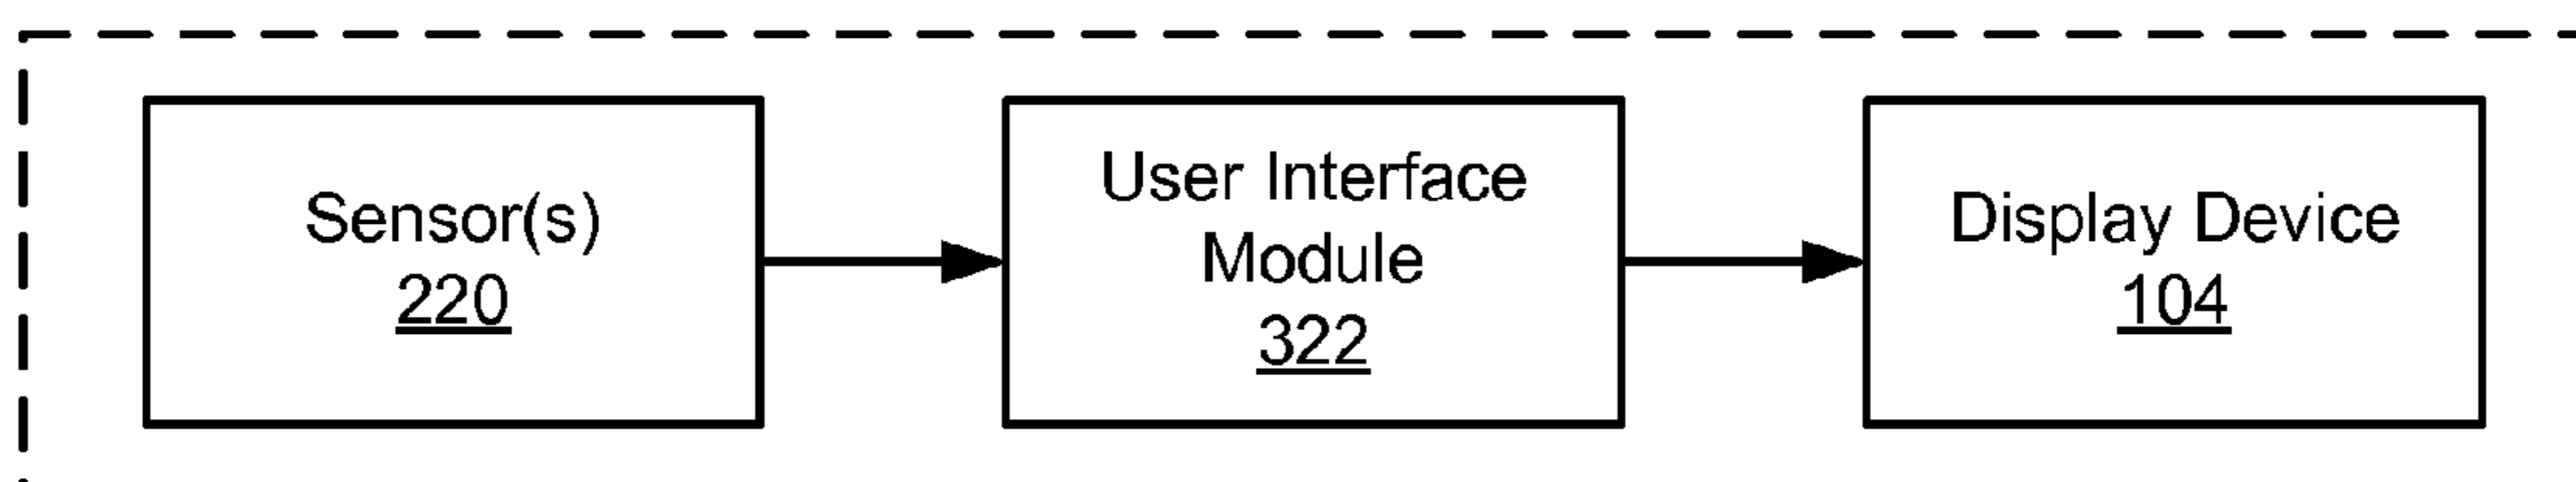 Sensor(s)
220
User Interface
Module
322
Display Device
104